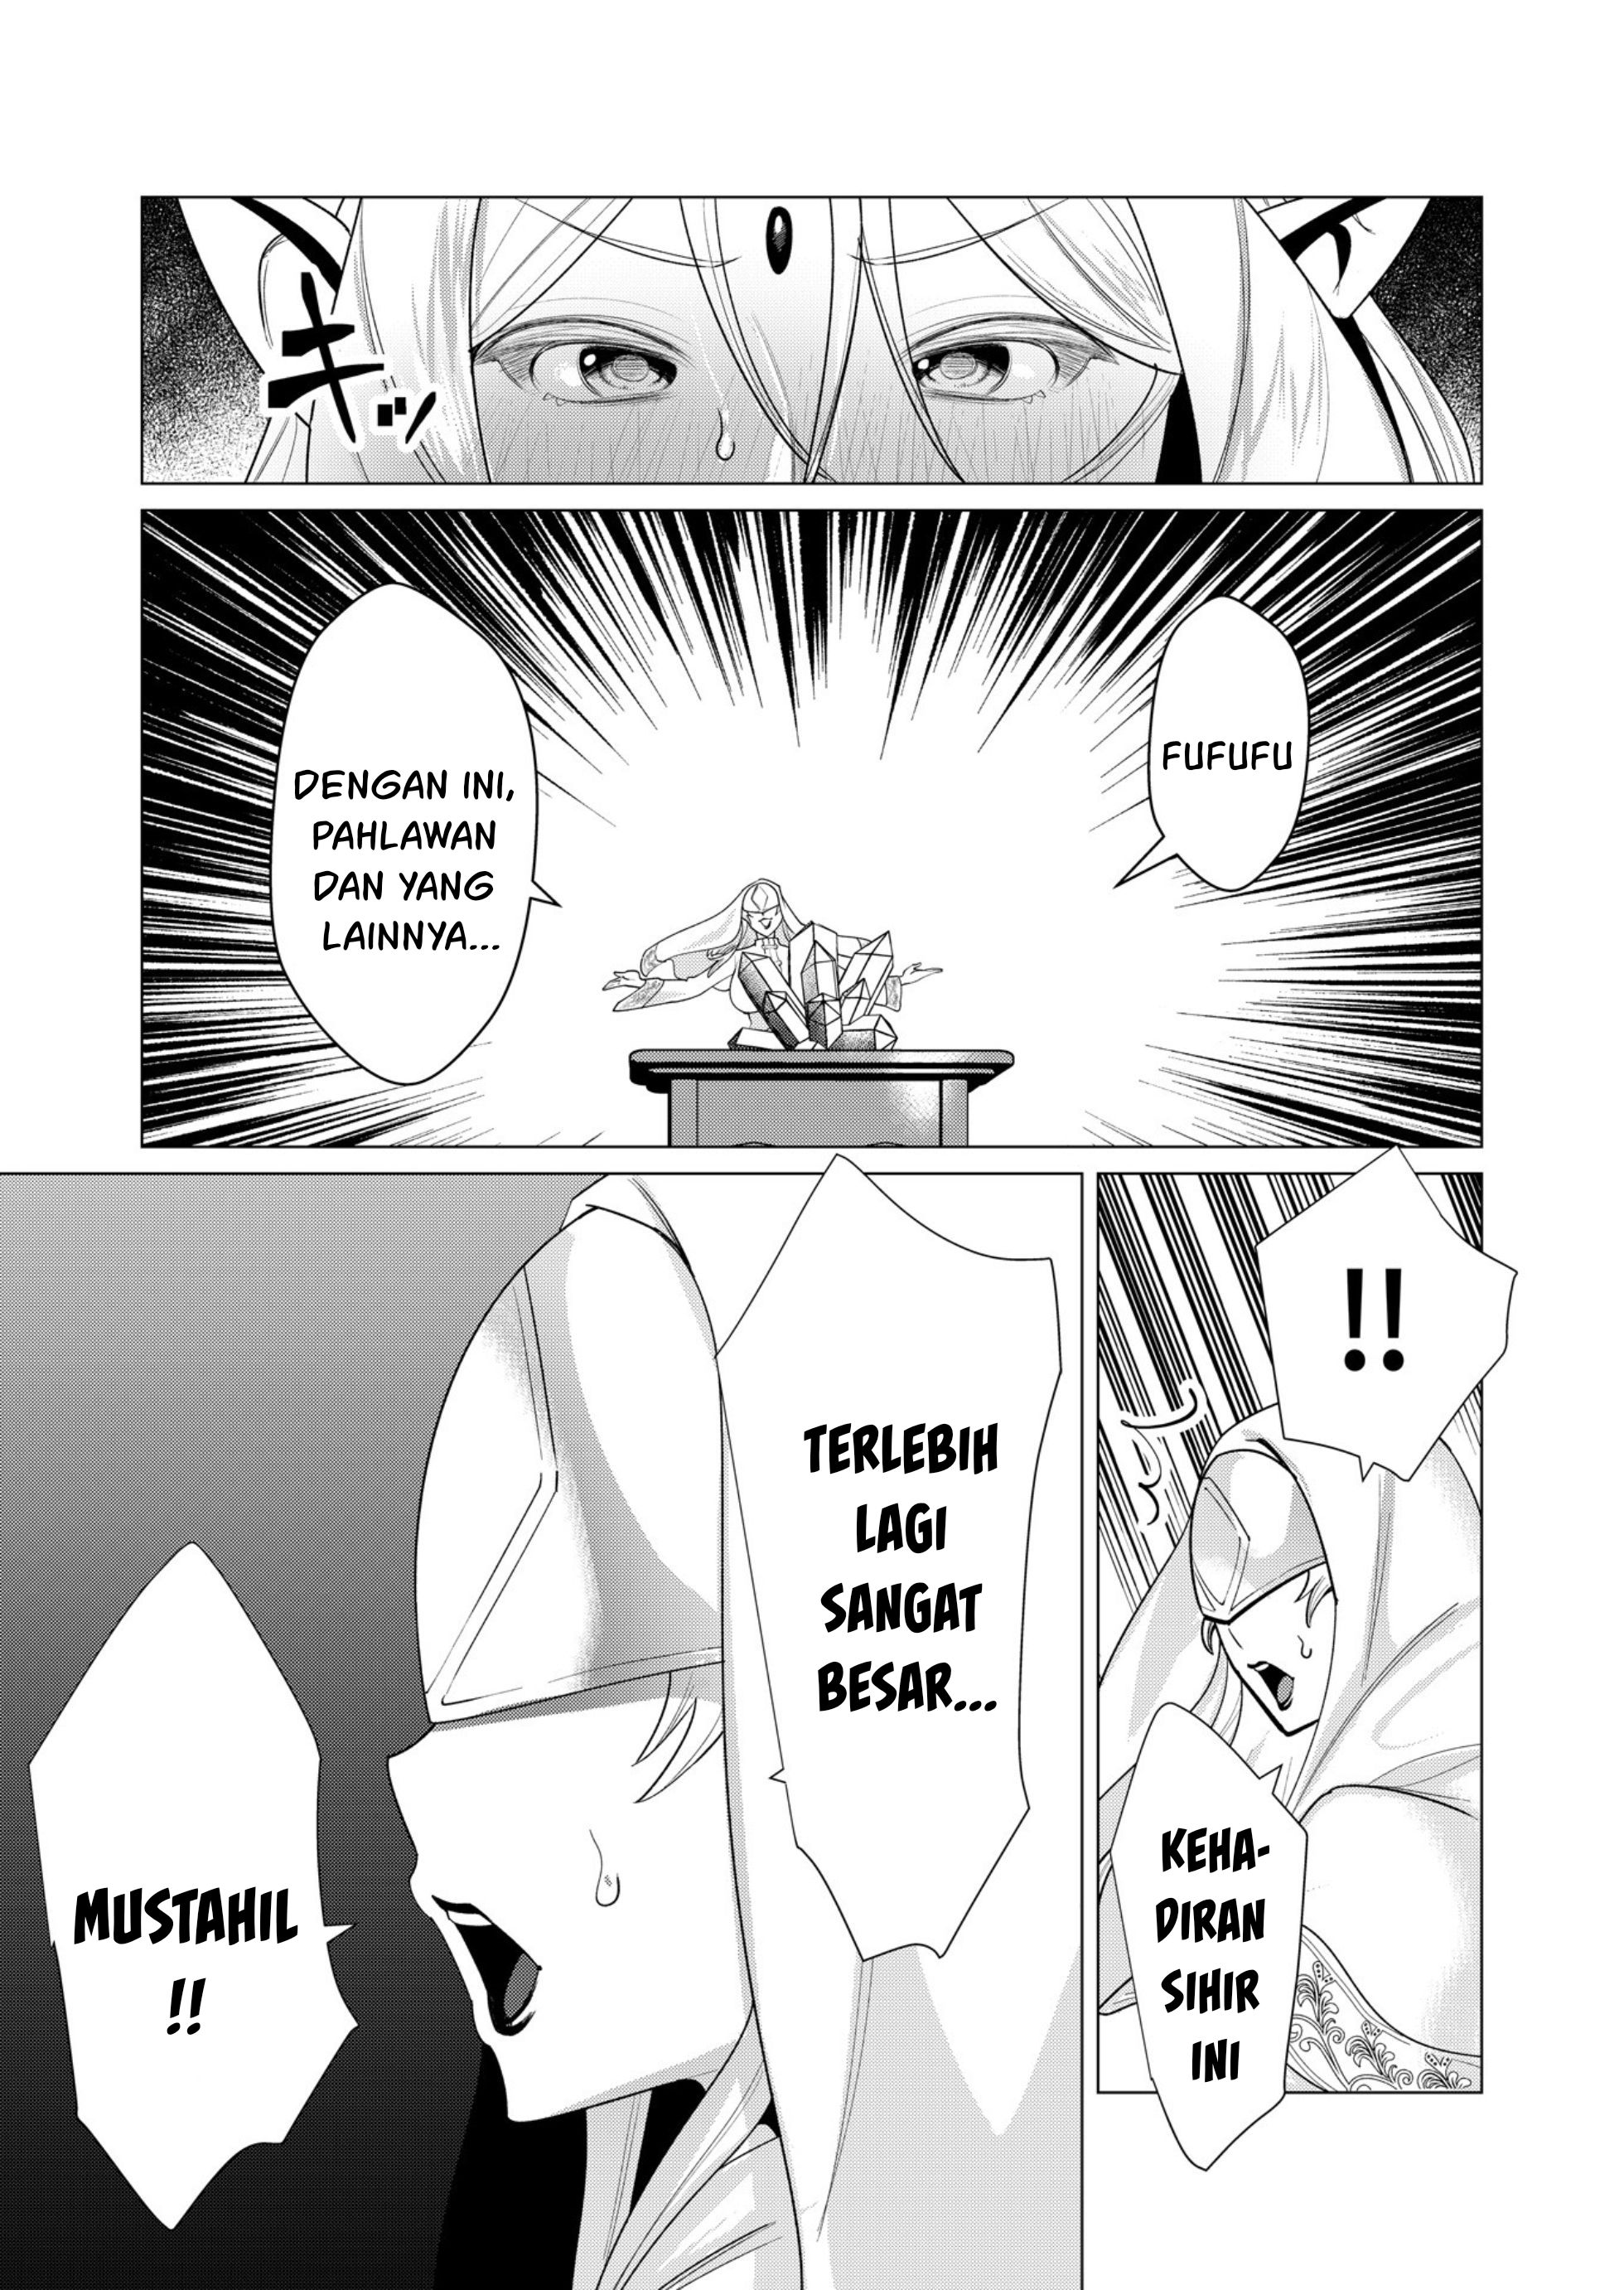 キッ
FUFUFU
DENGAN INI,
PAHLAWAN
DAN YANG
LAINNYA...
!!
KEHA-
DIRAN
SIHIR
INI
TERLEBIH
LAGI
SANGAT
BESAR...
MUSTAHIL
!!